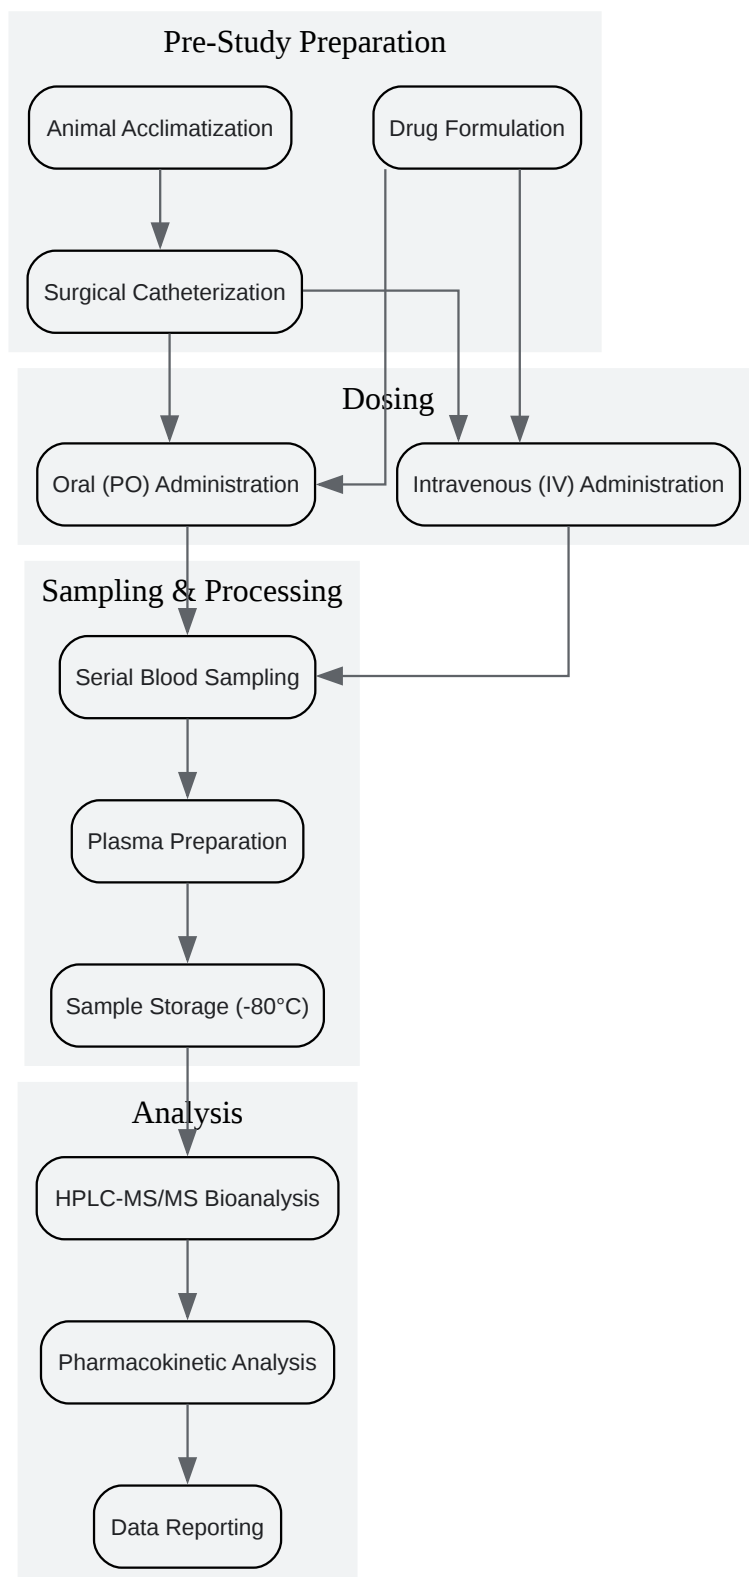 Pre-Study Preparation
Animal Acclimatization
Drug Formulation
Surgical Catheterization
Dosing
Oral (PO) Administration
Intravenous (IV) Administration
Sampling & Processing
Serial Blood Sampling
Plasma Preparation
Sample Storage (-80°C)
Analysis
HPLC-MS/MS Bioanalysis
Pharmacokinetic Analysis
Data Reporting